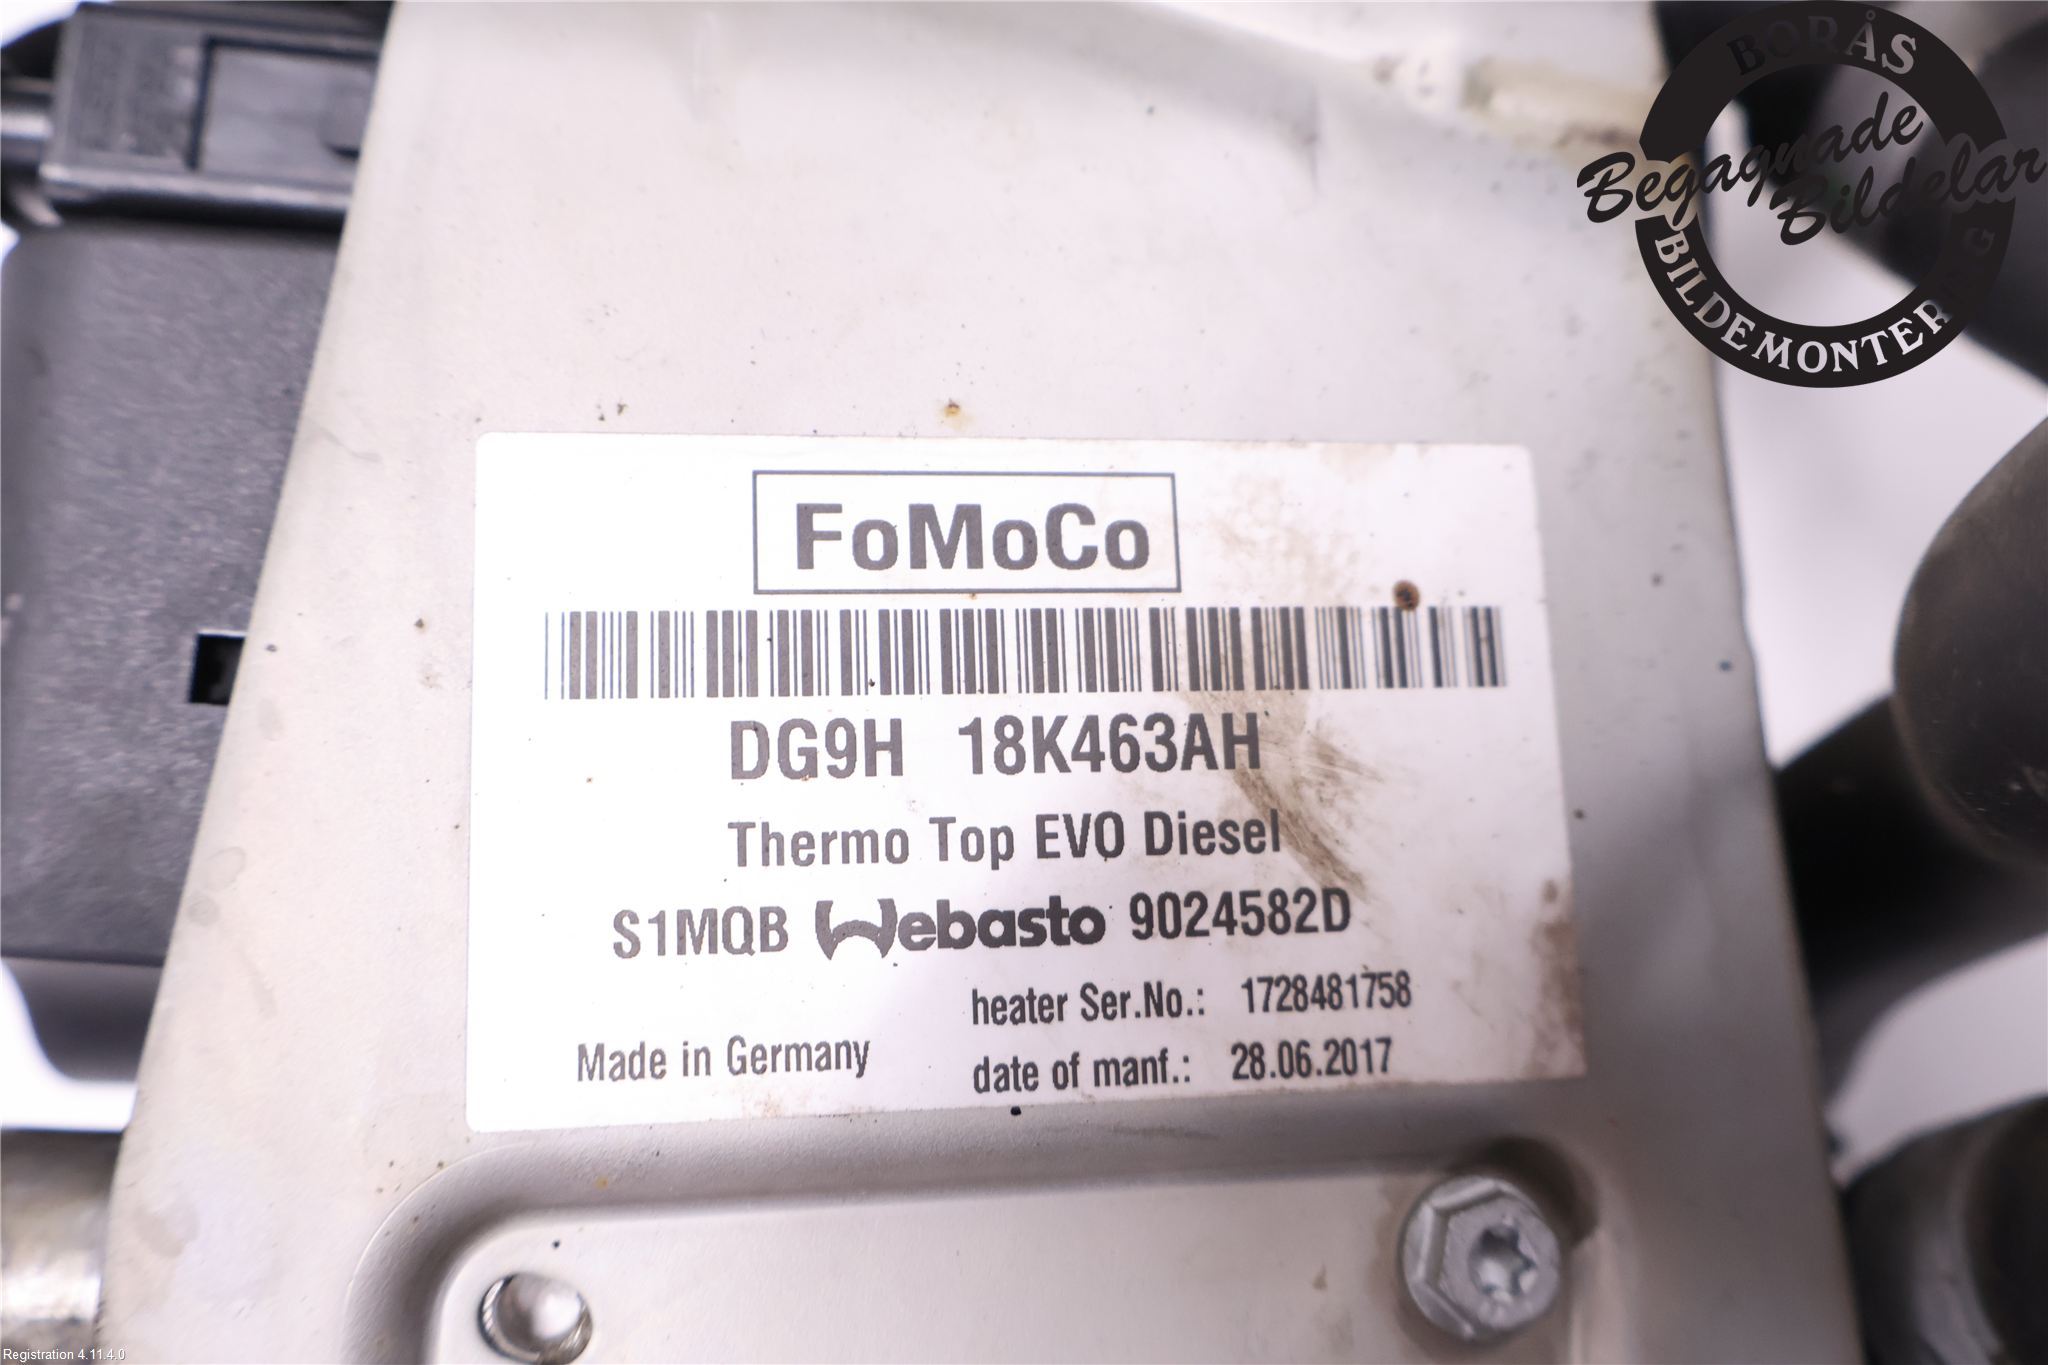 BORÅS
Begagnade
Bildelar
BILDEMONTERING
FoMoCo
DG9H 18K463AH
Thermo Top EVO Diesel
S1MQB Webasto 9024582D
heater Ser.No.: 1728481758
Made in Germany date of manf.: 28.06.2017
Registration 4.11.4.0